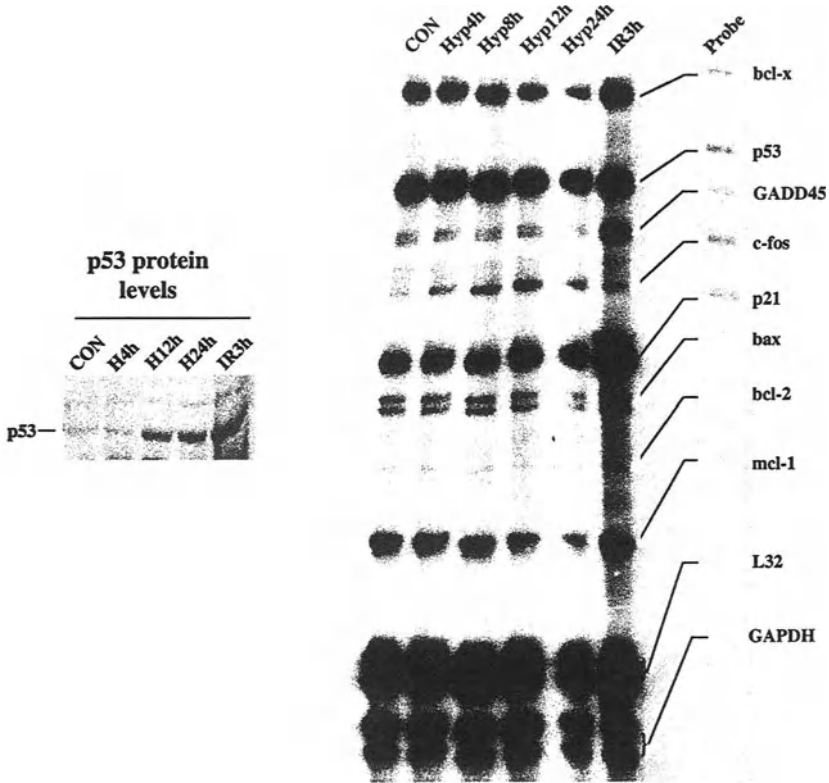 p53 protein
levels
CON H4h H12h H24h IR3h
p53
CON Hyp4h Hyp8h Hyp12h Hyp24h IR3h Probe
bcl-x
p53
GADD45
c-fos
p21
bax
bcl-2
mcl-1
L32
GAPDH